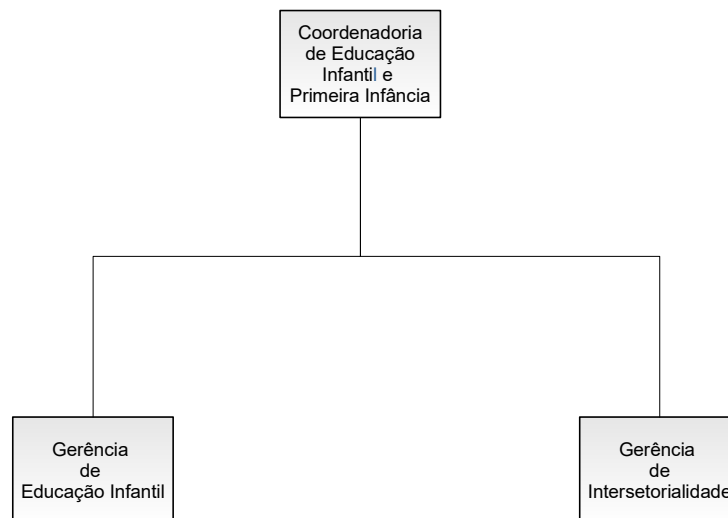 Coordenadoria
de Educação
Infantil e
Primeira Infância
Gerência
de
Educação Infantil
Gerência
de
Intersetorialidade